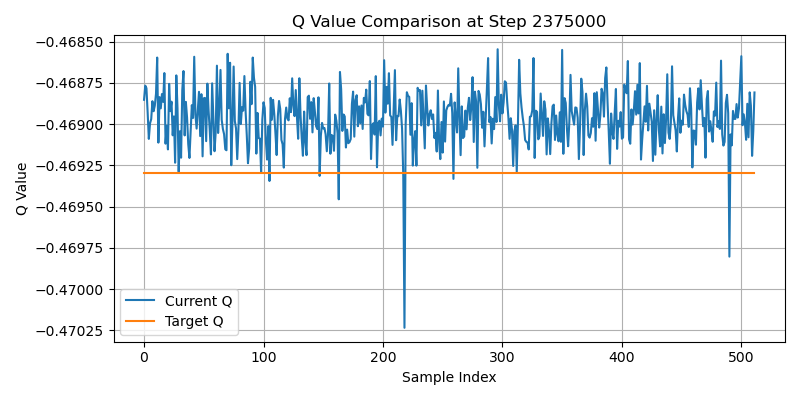 Q Value Comparison at Step 2375000
−0.46850
−0.46875
−0.46900
−0.46925
−0.46950
−0.46975
−0.47000
−0.47025
Q Value
Current Q
Target Q
0 100 200 300 400 500
Sample Index